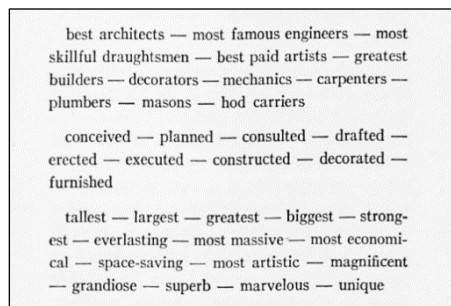 best architects — most famous engineers — most
skillful draughtsmen — best paid artists — greatest
builders — decorators — mechanics — carpenters —
plumbers — masons — hod carriers
conceived — planned — consulted — drafted —
erected — executed — constructed — decorated —
furnished
tallest — largest — greatest — biggest — strong-
est — everlasting — most massive — most economi-
cal — space-saving — most artistic — magnificent
— grandiose — superb — marvelous — unique